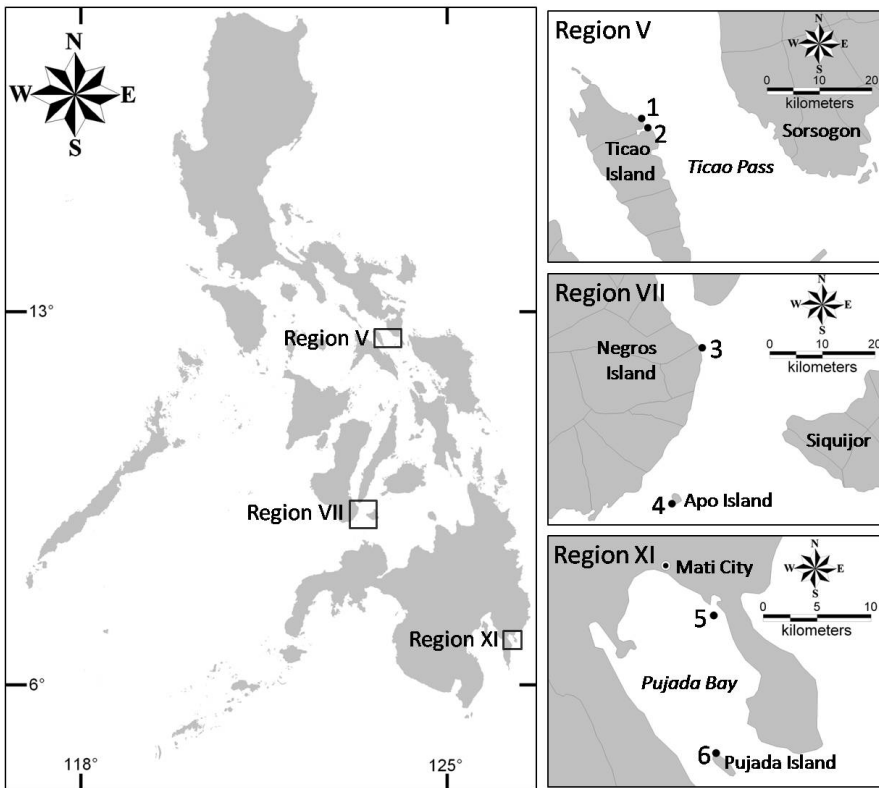 N
W E
S
13°
Region V
Region VII
Region XI
6°
118° 125°
Region V
N
W E
S
0 10 20
kilometers
1
2
Sorsogon
Ticao
Island
Ticao Pass
Region VII
N
W E
S
0 10 20
kilometers
3
Negros
Island
Siquijor
4
Apo Island
Region XI
N
W E
S
Mati City
0 5 10
kilometers
5
Pujada Bay
6
Pujada Island